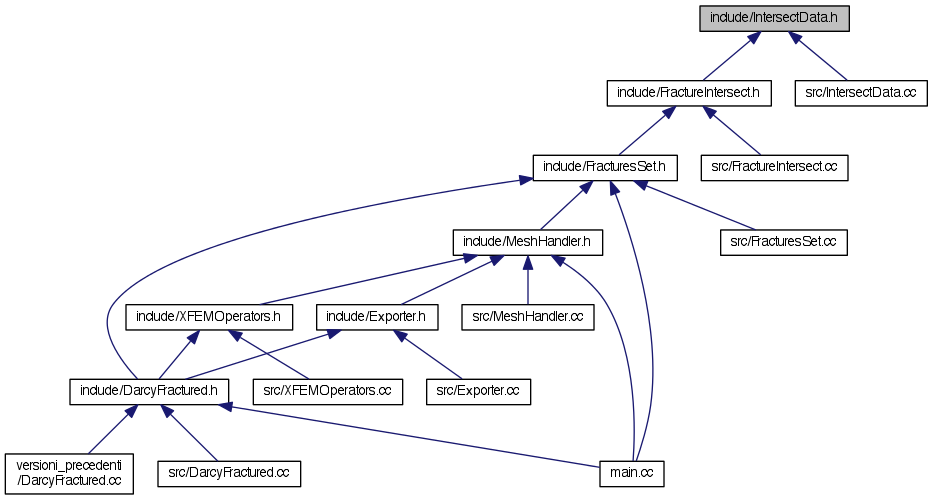 include/IntersectData.h
include/FractureIntersect.h
src/IntersectData.cc
include/FracturesSet.h
src/FractureIntersect.cc
include/MeshHandler.h
src/FracturesSet.cc
include/XFEMOperators.h
include/Exporter.h
src/MeshHandler.cc
include/DarcyFractured.h
src/XFEMOperators.cc
src/Exporter.cc
versioni_precedenti
/DarcyFractured.cc
src/DarcyFractured.cc
main.cc